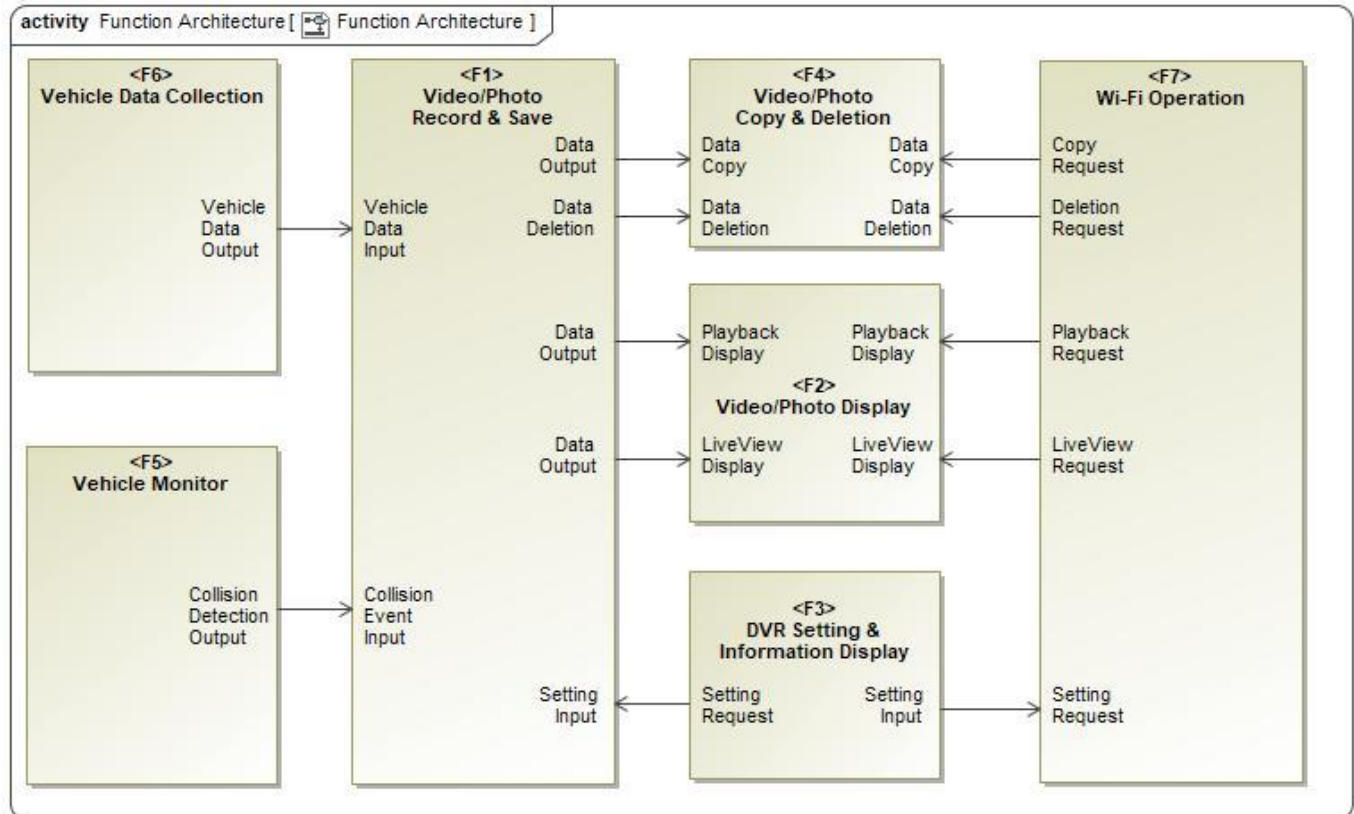 activity Function Architecture [ Function Architecture ]
<F6>
Vehicle Data Collection
Vehicle
Data
Output
<F5>
Vehicle Monitor
Collision
Detection
Output
<F1>
Video/Photo
Record & Save
Data
Output
Vehicle
Data
Input
Data
Deletion
Data
Output
Data
Output
Collision
Event
Input
Setting
Input
<F4>
Video/Photo
Copy & Deletion
Data
Copy
Data
Copy
Data
Deletion
Data
Deletion
Playback
Display
Playback
Display
<F2>
Video/Photo Display
LiveView
Display
LiveView
Display
<F3>
DVR Setting &
Information Display
Setting
Request
Setting
Input
<F7>
Wi-Fi Operation
Copy
Request
Deletion
Request
Playback
Request
LiveView
Request
Setting
Request